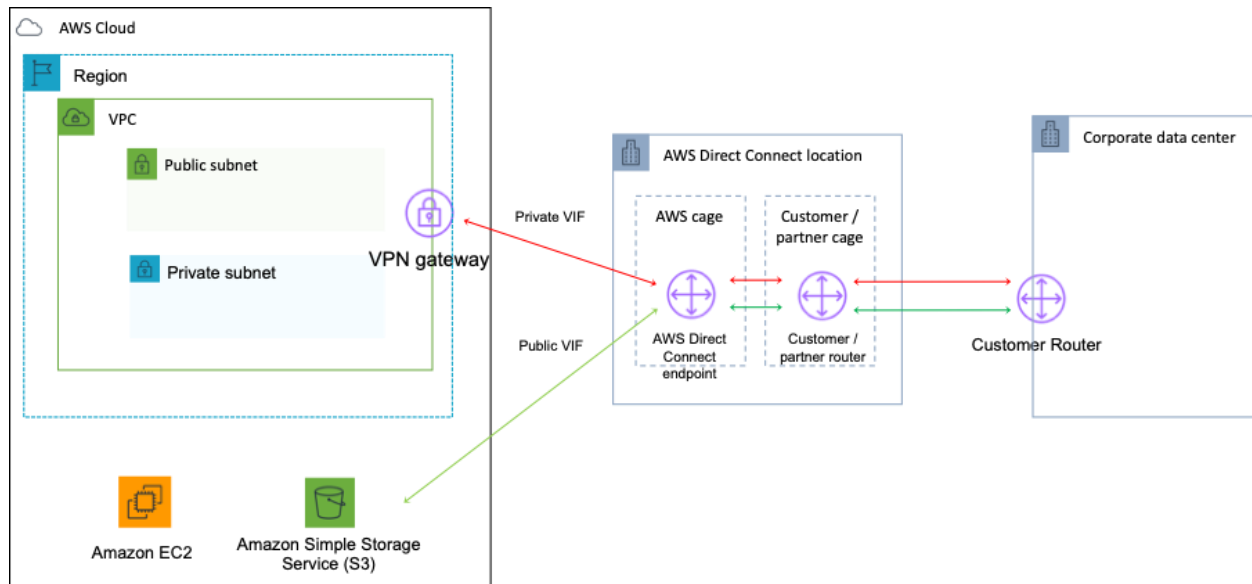 AWS Cloud
Region
VPC
Public subnet
VPN gateway
Private subnet
Private VIF
Public VIF
AWS Direct Connect location
AWS cage
AWS Direct
Connect
endpoint
Customer /
partner cage
Customer /
partner router
Corporate data center
Customer Router
Amazon EC2
Amazon Simple Storage
Service (S3)